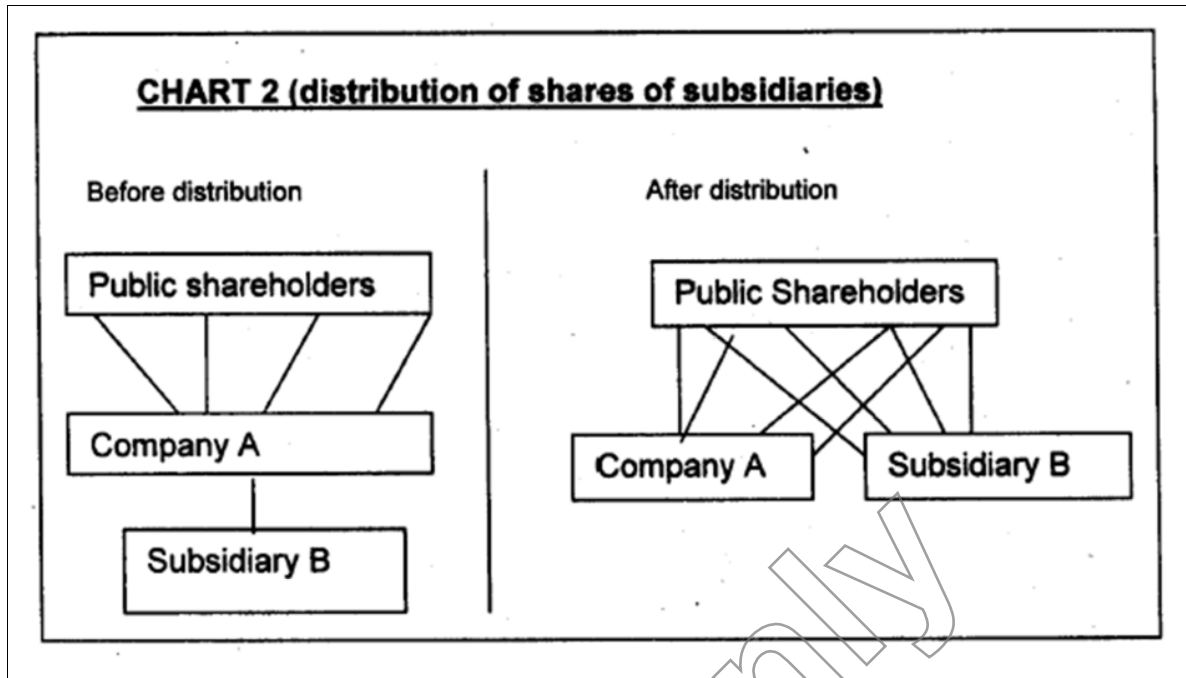 CHART 2 (distribution of shares of subsidiaries)
Before distribution
Public shareholders
Company A
Subsidiary B
After distribution
Public Shareholders
Company A
Subsidiary B